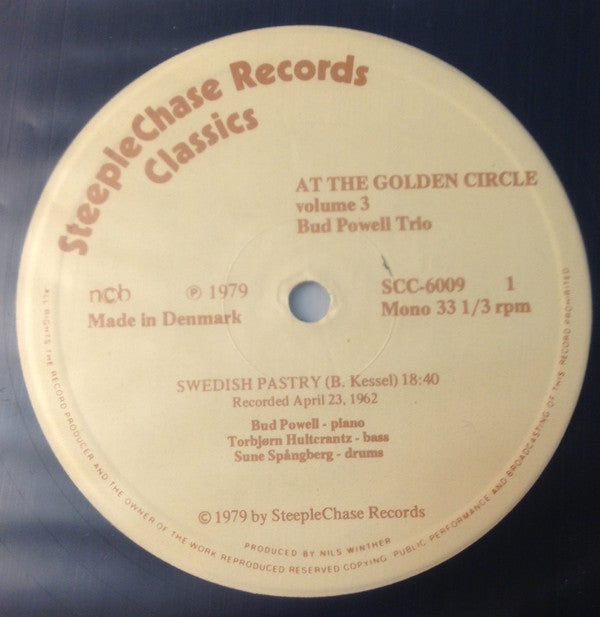 SteepleChase Records
Classics
AT THE GOLDEN CIRCLE
volume 3
Bud Powell Trio
ncb ℗ 1979
Made in Denmark
SCC-6009 1
Mono 33 1/3 rpm
SWEDISH PASTRY (B. Kessel) 18:40
Recorded April 23, 1962
Bud Powell - piano
Torbjørn Hultcrantz - bass
Sune Spångberg - drums
© 1979 by SteepleChase Records
PRODUCED BY NILS WINTHER
ALL RIGHTS THE RECORD PRODUCER AND THE OWNER OF THE WORK REPRODUCED RESERVED COPYING PUBLIC PERFORMANCE AND BROADCASTING OF THIS RECORD PROHIBITED